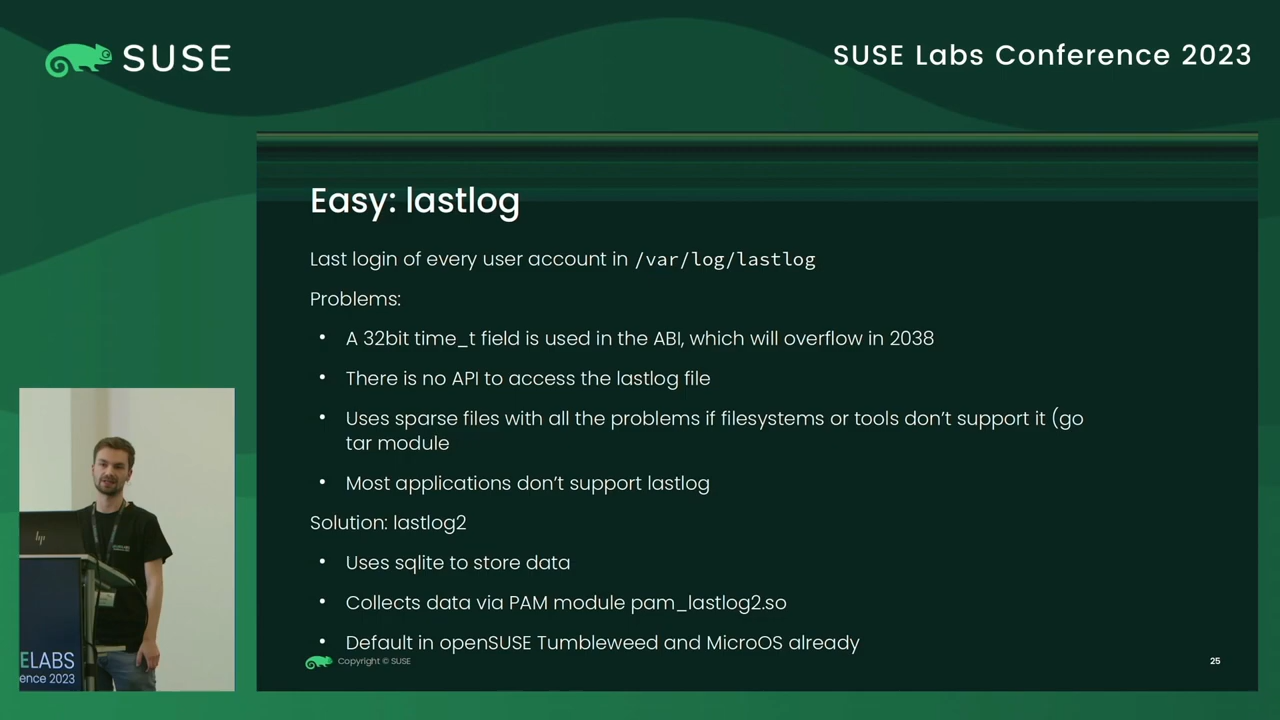 SUSE
SUSE Labs Conference 2023
Easy: lastlog
Last login of every user account in /var/log/lastlog
Problems:
• A 32bit time_t field is used in the ABI, which will overflow in 2038
• There is no API to access the lastlog file
• Uses sparse files with all the problems if filesystems or tools don’t support it (go
tar module
• Most applications don’t support lastlog
Solution: lastlog2
• Uses sqlite to store data
• Collects data via PAM module pam_lastlog2.so
• Default in openSUSE Tumbleweed and MicroOS already
Copyright © SUSE
25
hp
ELABS
ence 2023